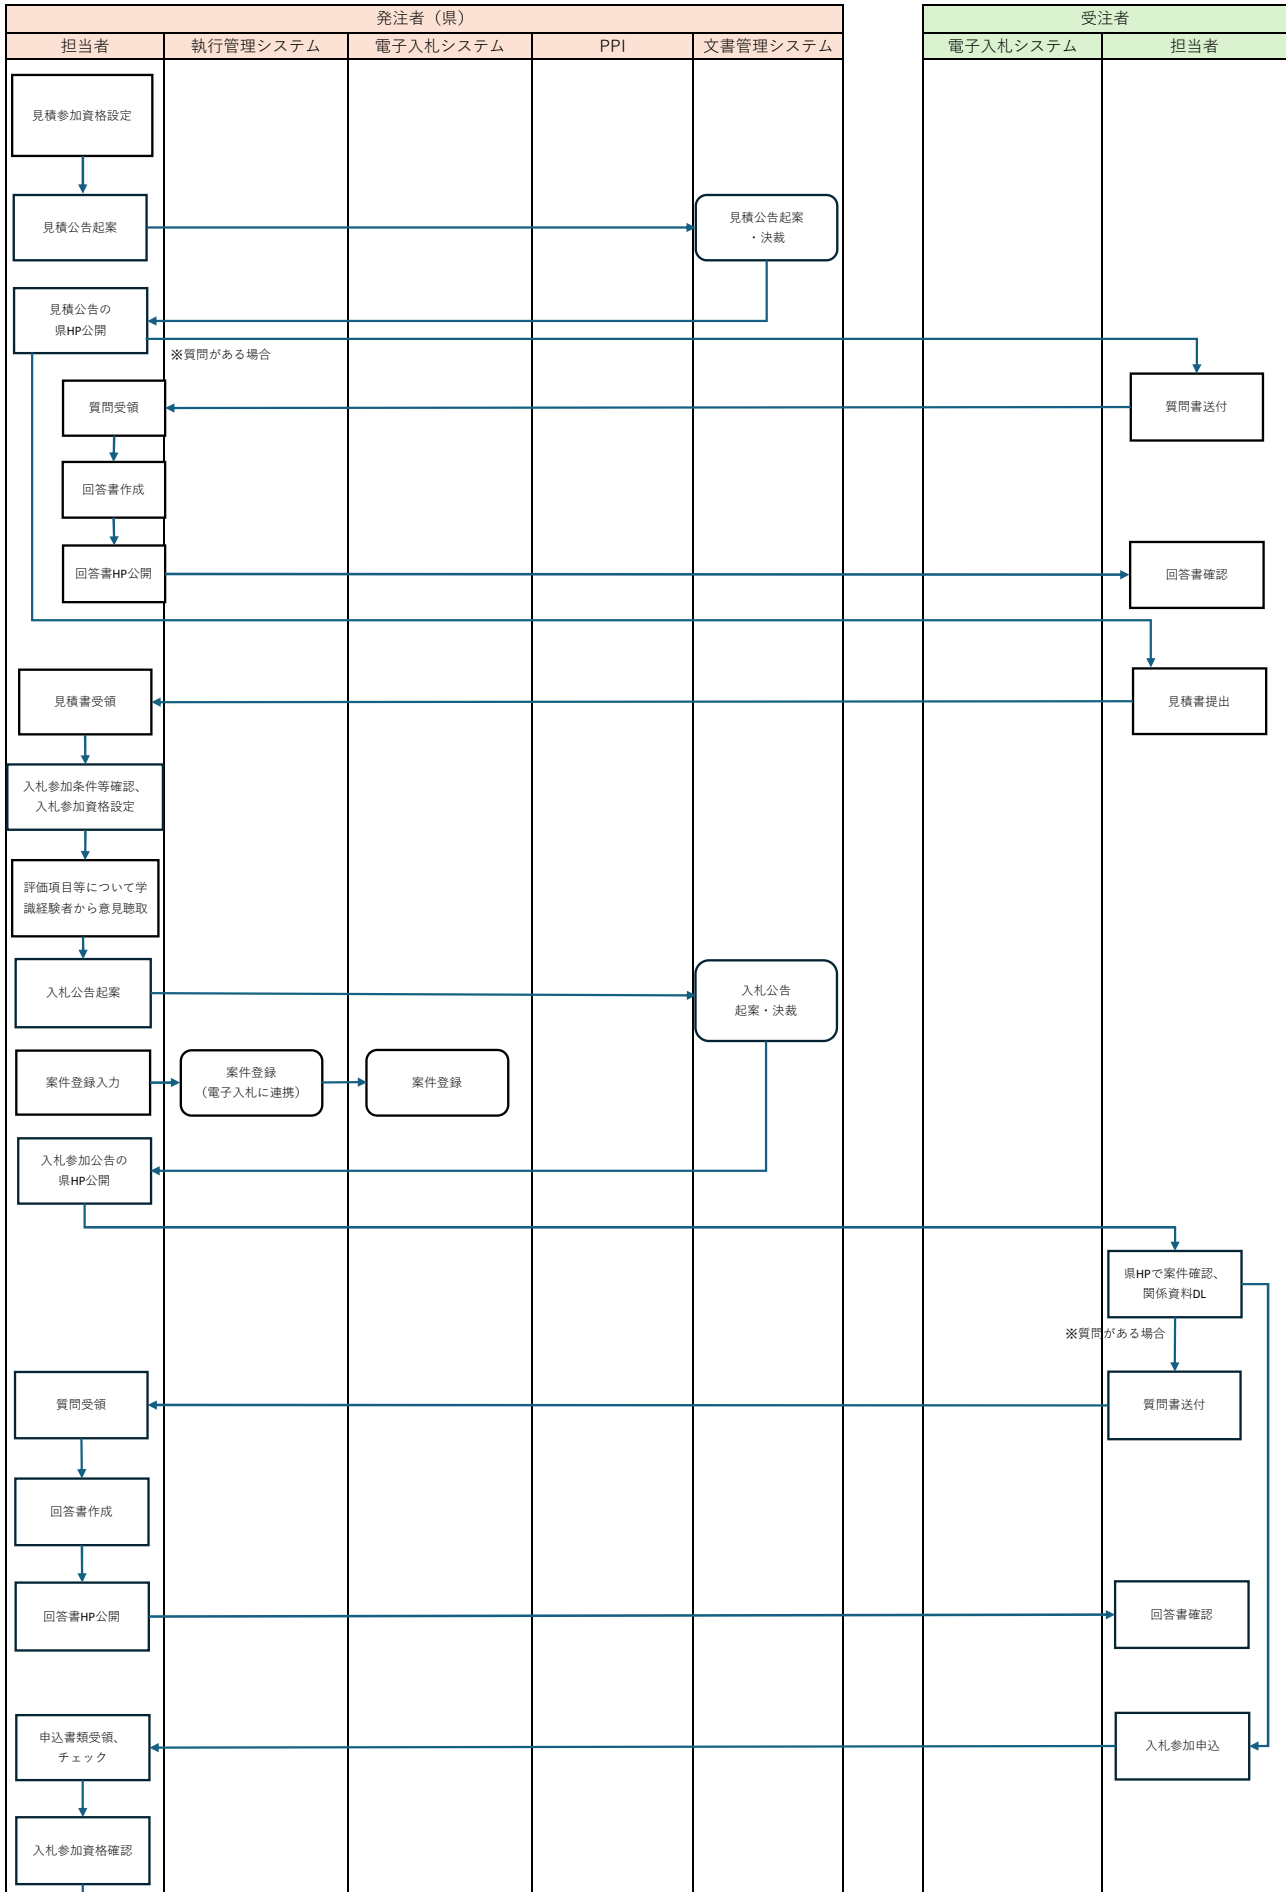 発注者（県）
受注者
担当者
執行管理システム
電子入札システム
PPI
文書管理システム
電子入札システム
担当者
見積参加資格設定
見積公告起案
見積公告起案
・決裁
見積公告の
県HP公開
※質問がある場合
質問受領
質問書送付
回答書作成
回答書HP公開
回答書確認
見積書受領
見積書提出
入札参加条件等確認、
入札参加資格設定
評価項目等について学
識経験者から意見聴取
入札公告起案
入札公告
起案・決裁
案件登録入力
案件登録
（電子入札に連携）
案件登録
入札参加公告の
県HP公開
県HPで案件確認、
関係資料DL
※質問がある場合
質問受領
質問書送付
回答書作成
回答書HP公開
回答書確認
申込書類受領、
チェック
入札参加申込
入札参加資格確認